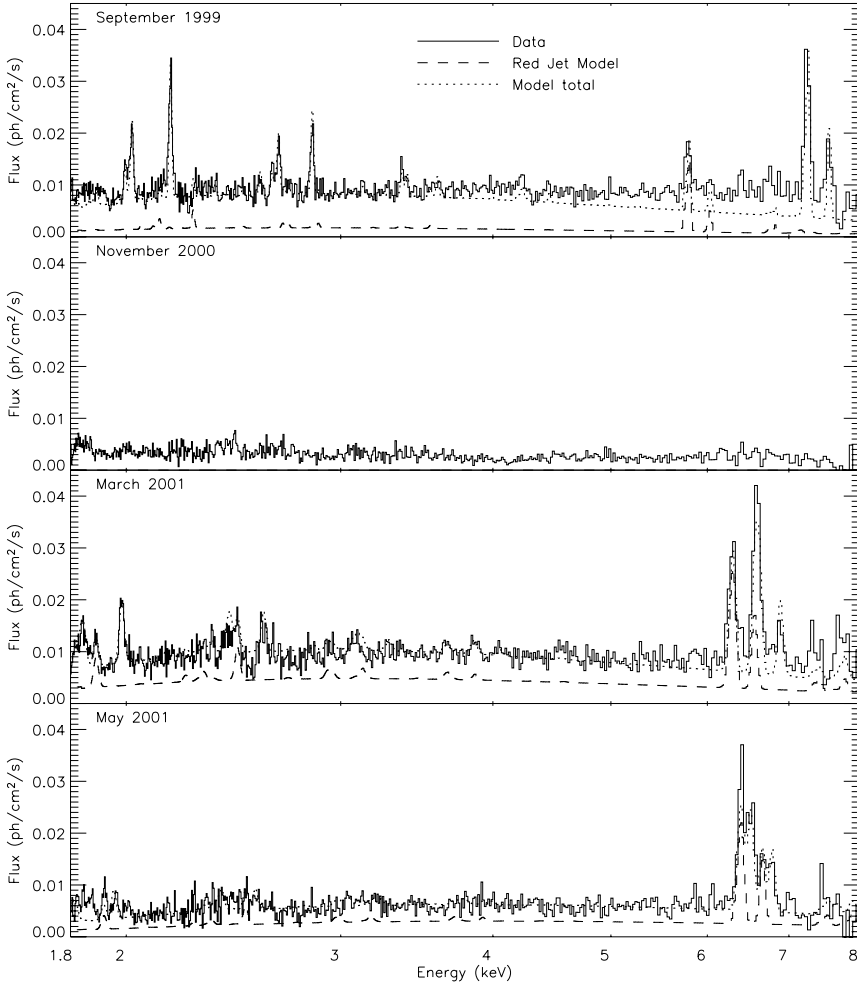 September 1999
Data
Red Jet Model
Model total
0.04
0.03
0.02
0.01
0.00
Flux (ph/cm²/s)
November 2000
0.04
0.03
0.02
0.01
0.00
Flux (ph/cm²/s)
March 2001
0.04
0.03
0.02
0.01
0.00
Flux (ph/cm²/s)
May 2001
0.04
0.03
0.02
0.01
0.00
Flux (ph/cm²/s)
1.8 2 3 4 5 6 7 8
Energy (keV)